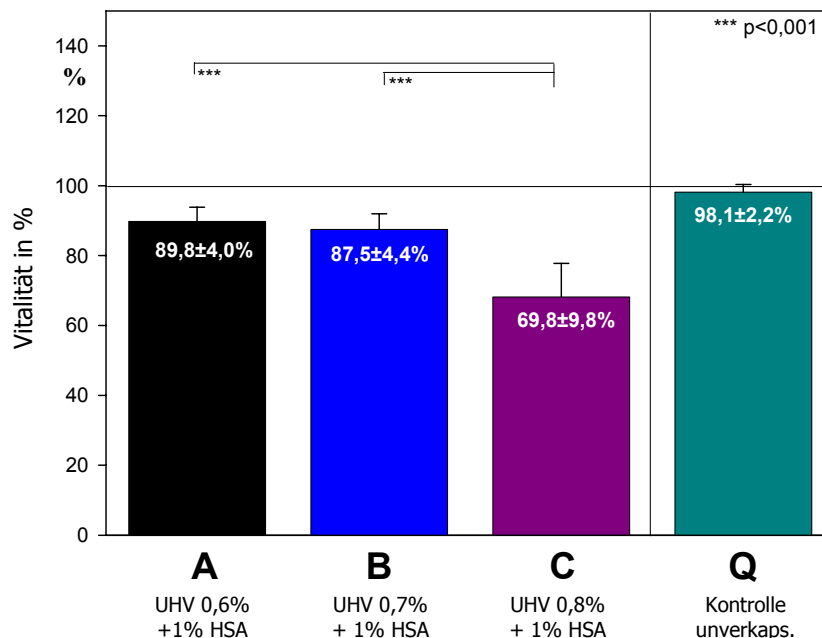 *** p<0,001
140
%
***
***
120
100
80
60
40
20
0
Vitalität in %
89,8±4,0%
87,5±4,4%
69,8±9,8%
98,1±2,2%
A
B
C
Q
UHV 0,6%
+1% HSA
UHV 0,7%
+ 1% HSA
UHV 0,8%
+ 1% HSA
Kontrolle
unverkaps.